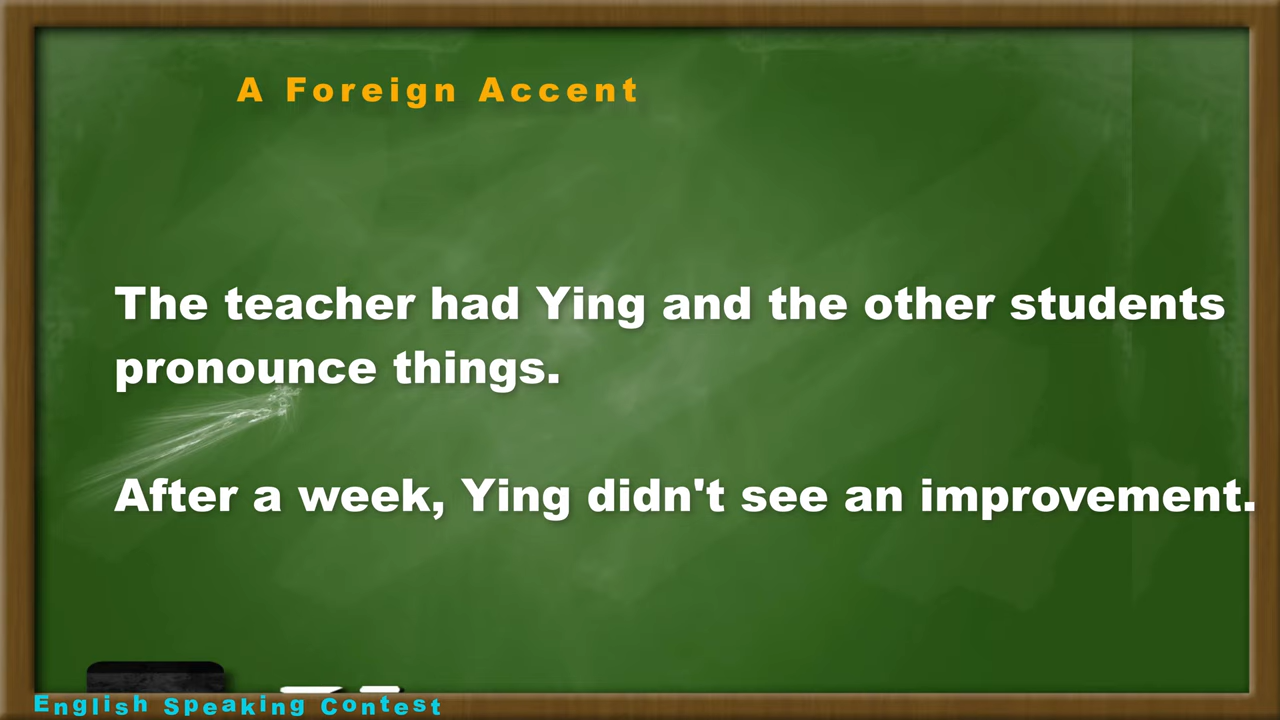 A Foreign Accent
The teacher had Ying and the other students
pronounce things.
After a week, Ying didn't see an improvement.
English Speaking Contest